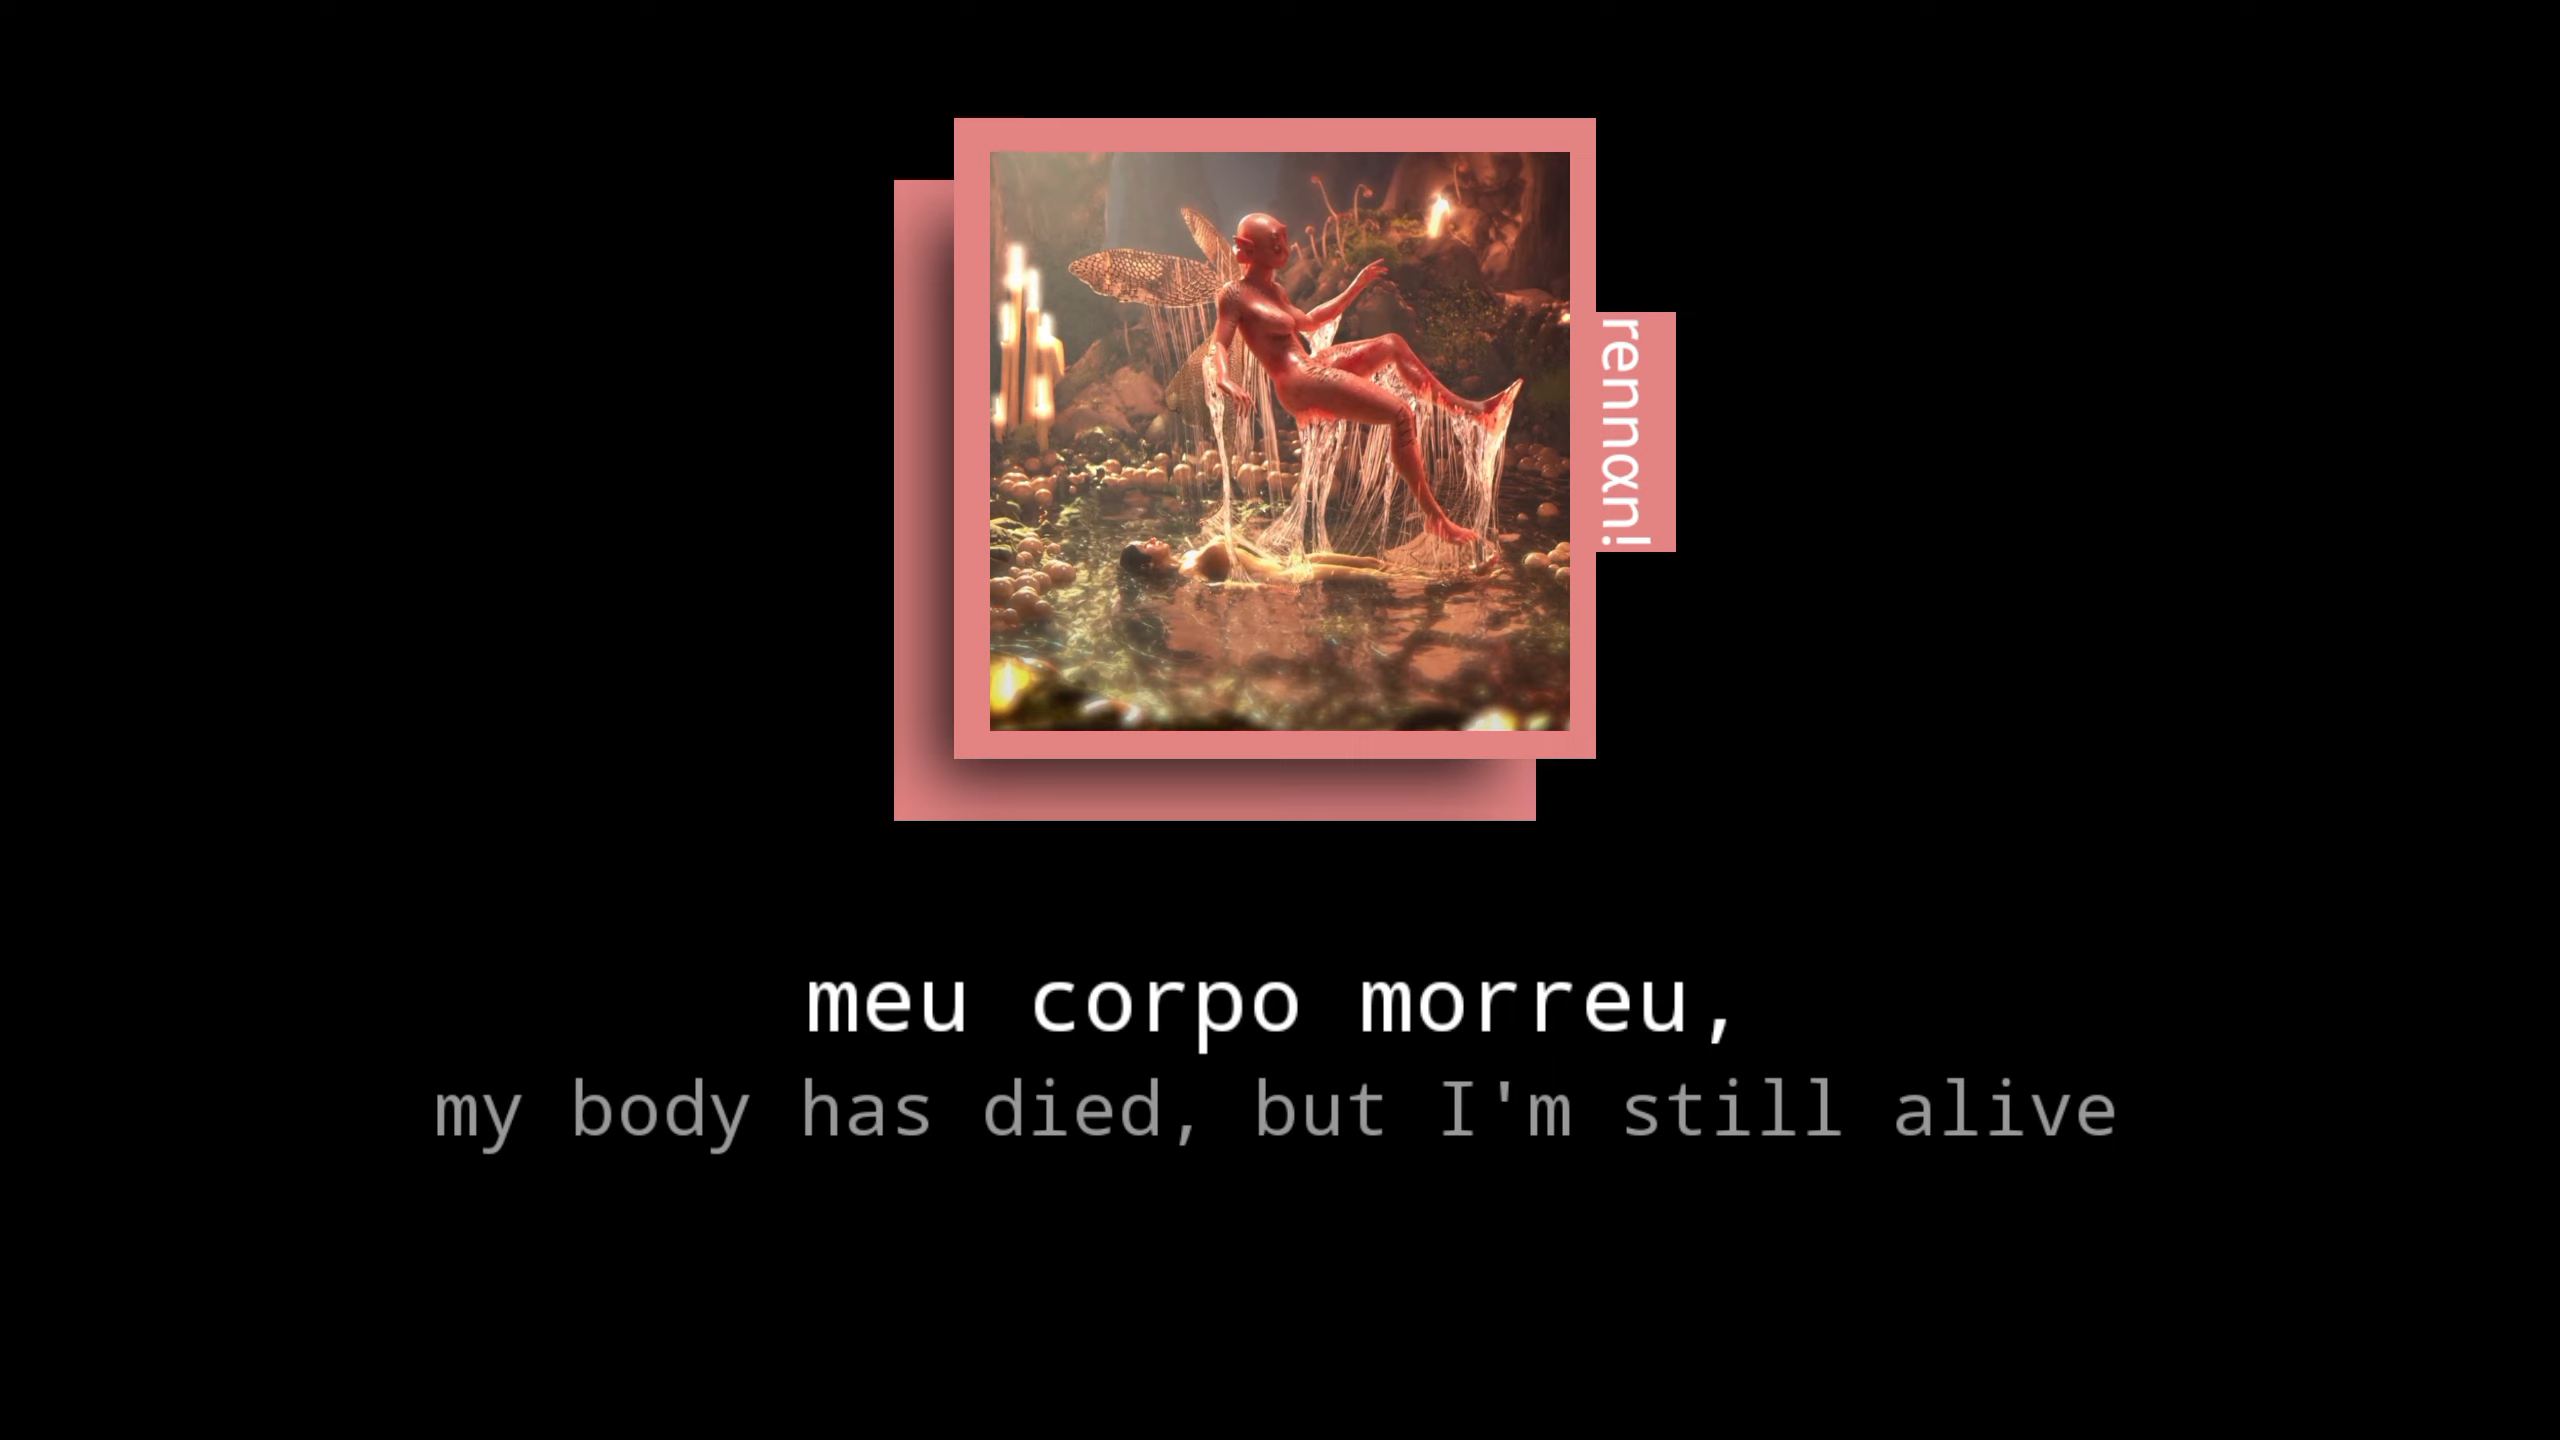 rennαn!
meu corpo morreu,
my body has died, but I'm still alive